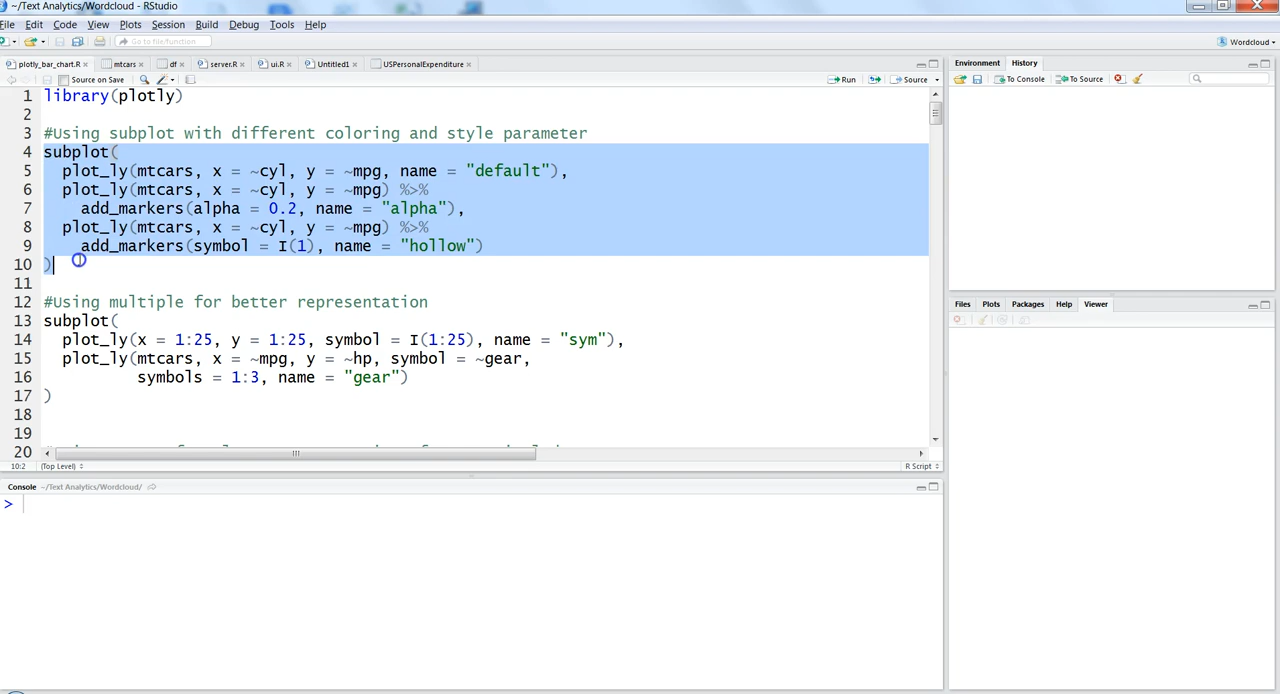 ~/Text Analytics/Wordcloud - RStudio
File Edit Code View Plots Session Build Debug Tools Help
Go to file/function Wordcloud
plotly_bar_chart.R mtcars df server.R ui.R Untitled1 USPersonalExpenditure
Source on Save Run Source
1 library(plotly)
2
3 #Using subplot with different coloring and style parameter
4 subplot(
5 plot_ly(mtcars, x = ~cyl, y = ~mpg, name = "default"),
6 plot_ly(mtcars, x = ~cyl, y = ~mpg) %>%
7 add_markers(alpha = 0.2, name = "alpha"),
8 plot_ly(mtcars, x = ~cyl, y = ~mpg) %>%
9 add_markers(symbol = I(1), name = "hollow")
10 )
11
12 #Using multiple for better representation
13 subplot(
14 plot_ly(x = 1:25, y = 1:25, symbol = I(1:25), name = "sym"),
15 plot_ly(mtcars, x = ~mpg, y = ~hp, symbol = ~gear,
16 symbols = 1:3, name = "gear")
17 )
18
19
20
10:2 (Top Level) R Script
Console ~/Text Analytics/Wordcloud/
>
Environment History
To Console To Source
Files Plots Packages Help Viewer